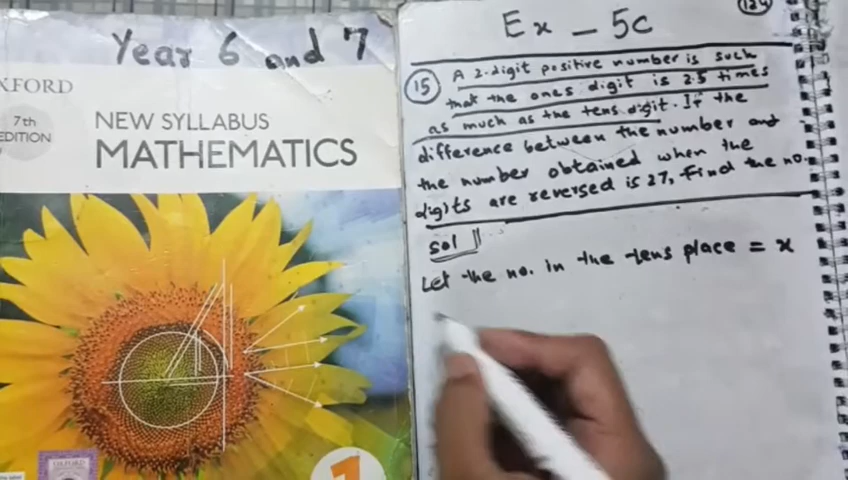 Year 6 and 7
XFORD
7th
EDITION
NEW SYLLABUS
MATHEMATICS
1
Ex - 5c
15 A 2-digit positive number is such
that the ones digit is 2.5 times
as much as the tens digit. If the
difference between the number and
the number obtained when the
digits are reversed is 27, find the no.
Sol
Let the no. in the tens place = x